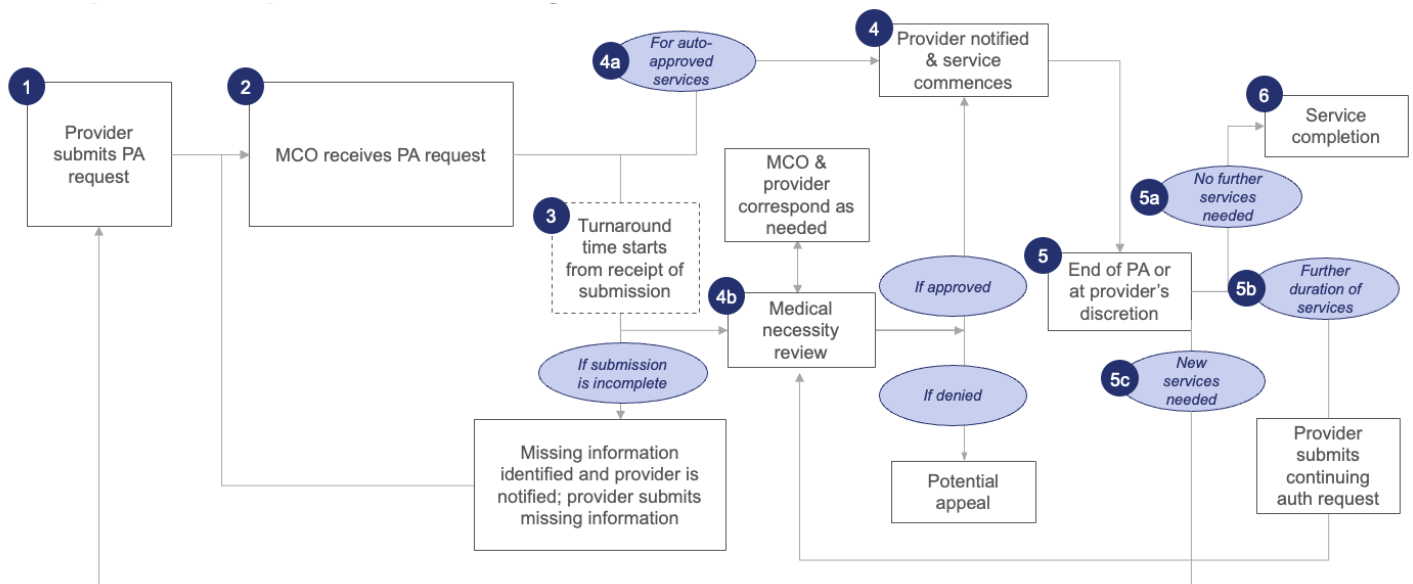 1
Provider
submits PA
request
2
MCO receives PA request
3
Turnaround
time starts
from receipt of
submission
4a
For auto-
approved
services
4
Provider notified
& service
commences
MCO &
provider
correspond as
needed
4b
Medical
necessity
review
If submission
is incomplete
Missing information
identified and provider is
notified; provider submits
missing information
If approved
If denied
Potential
appeal
5
End of PA or
at provider’s
discretion
5a
No further
services
needed
6
Service
completion
5b
Further
duration of
services
5c
New
services
needed
Provider
submits
continuing
auth request